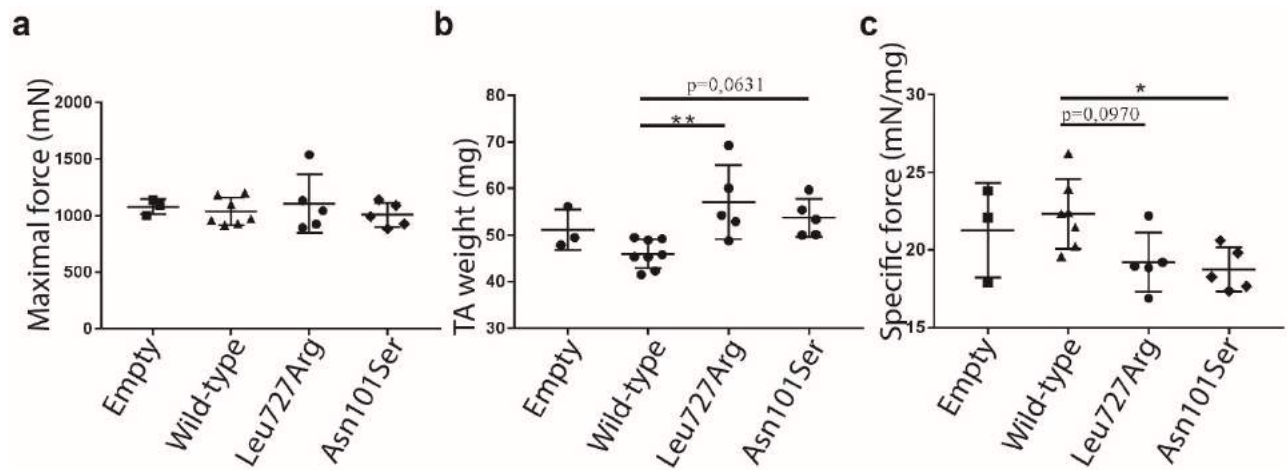 a
Maximal force (mN)
2000
1500
1000
500
0
Empty
Wild-type
Leu727Arg
Asn101Ser
b
TA weight (mg)
p=0,0631
**
80
70
60
50
40
30
Empty
Wild-type
Leu727Arg
Asn101Ser
c
Specific force (mN/mg)
*
p=0,0970
30
25
20
15
Empty
Wild-type
Leu727Arg
Asn101Ser